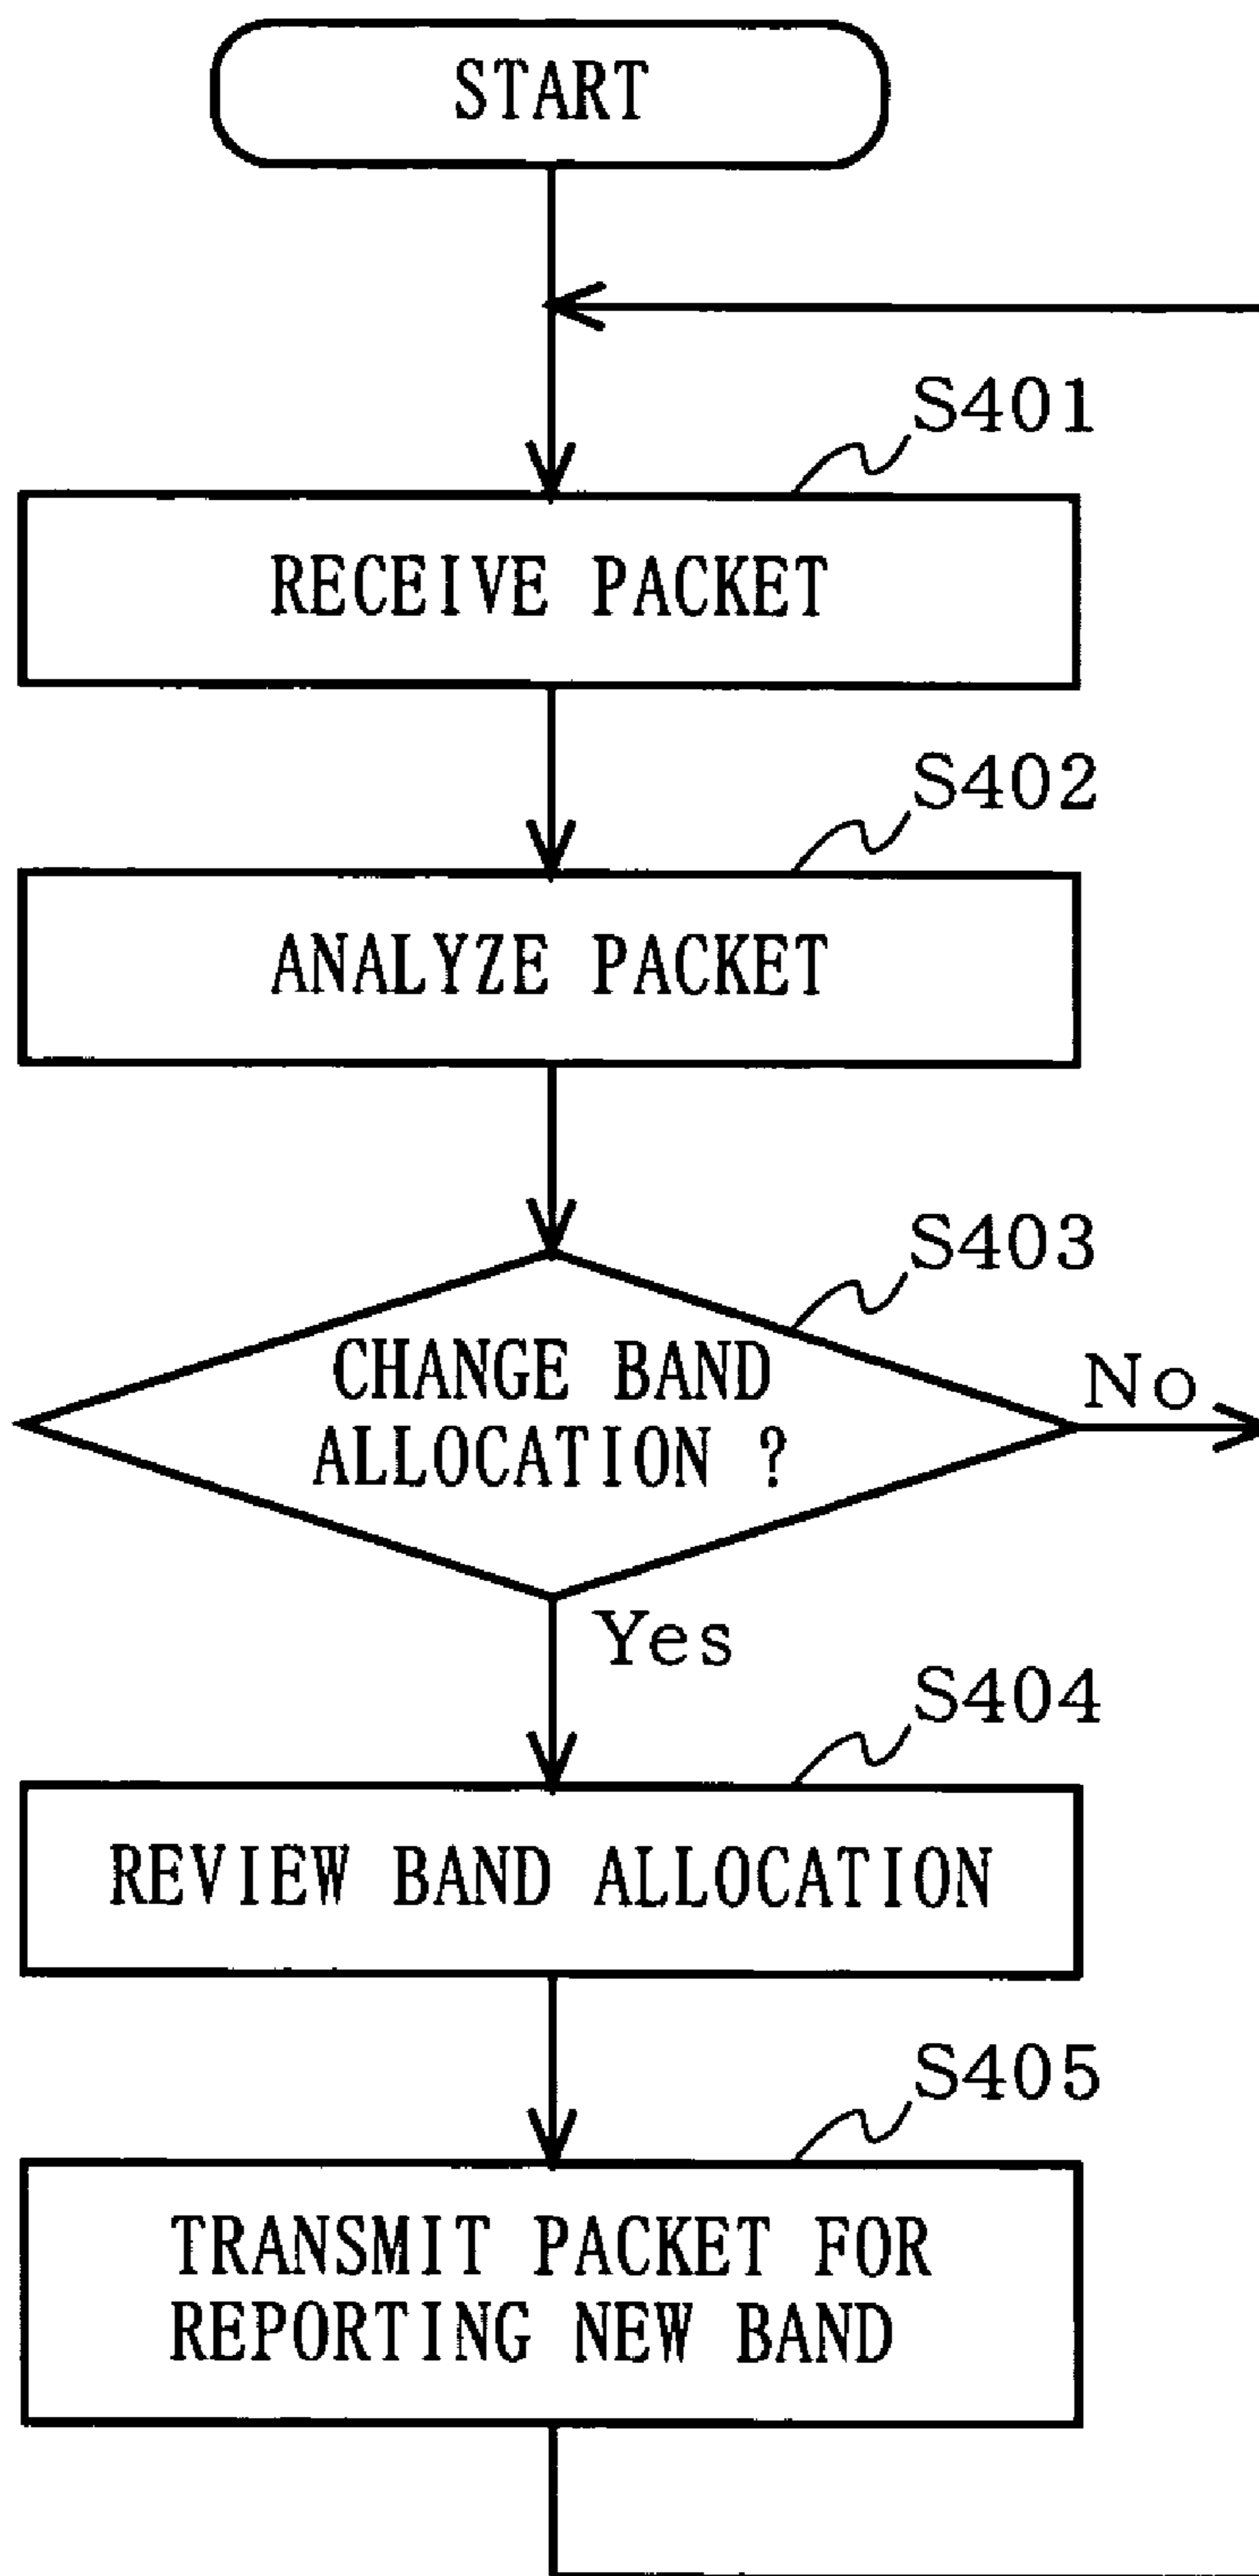 START
S401
RECEIVE PACKET
S402
ANALYZE PACKET
S403
CHANGE BAND
ALLOCATION ?
No
Yes
S404
REVIEW BAND ALLOCATION
S405
TRANSMIT PACKET FOR
REPORTING NEW BAND